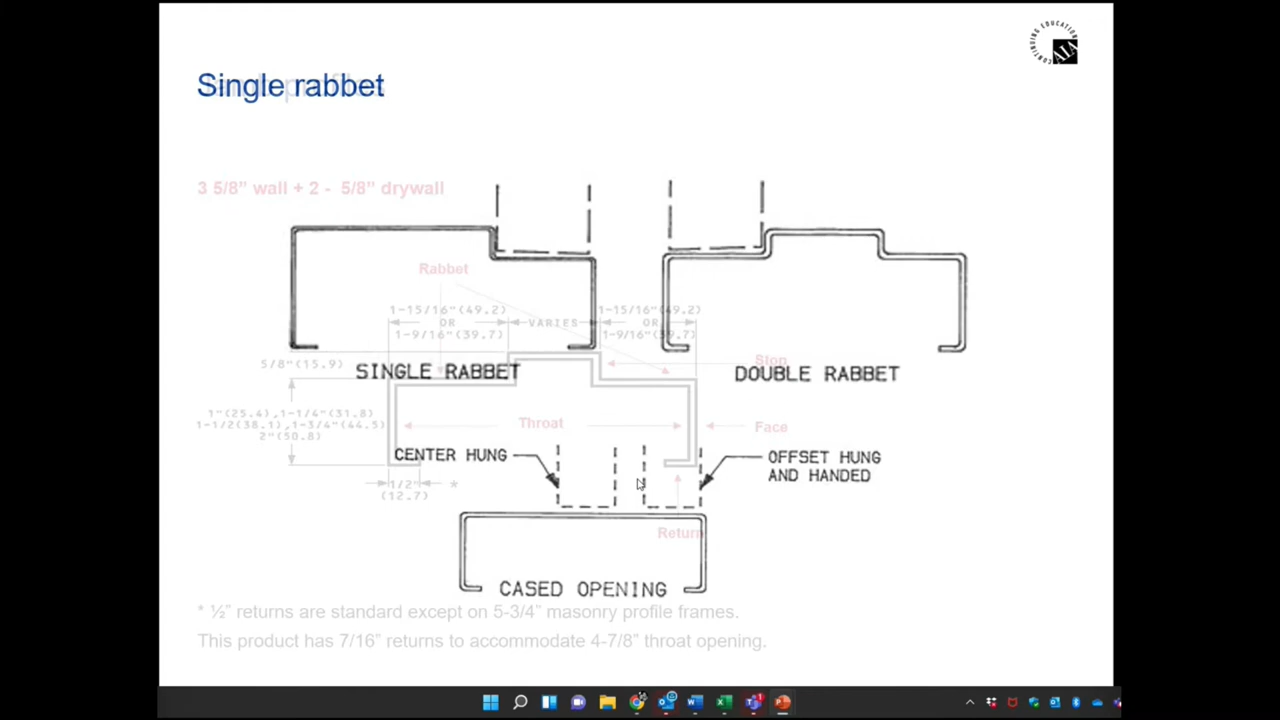 CONTINUING EDUCATION
AIA
Single rabbet
3 5/8” wall + 2 - 5/8” drywall
Rabbet
1-15/16"(49.2)
OR
1-9/16"(39.7)
VARIES
1-15/16"(49.2)
OR
1-9/16"(39.7)
5/8"(15.9)
SINGLE RABBET
Stop
DOUBLE RABBET
1"(25.4),1-1/4"(31.8)
1-1/2(38.1),1-3/4"(44.5)
2"(50.8)
Throat
Face
CENTER HUNG
OFFSET HUNG
AND HANDED
1/2"
(12.7)
*
Return
CASED OPENING
* ½” returns are standard except on 5-3/4” masonry profile frames.
This product has 7/16” returns to accommodate 4-7/8” throat opening.